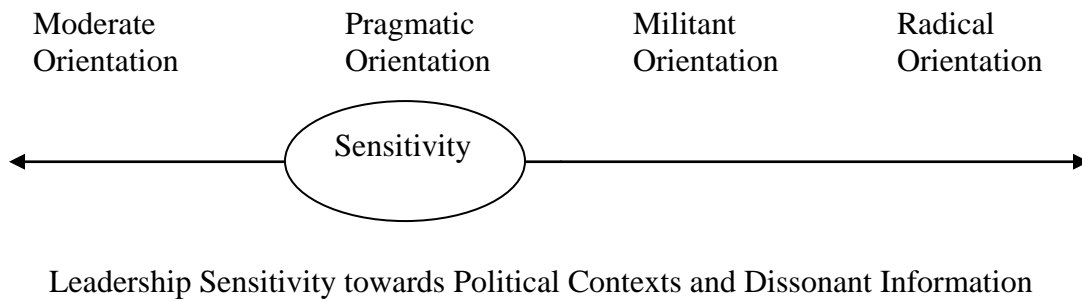 Moderate Orientation
Pragmatic Orientation
Militant Orientation
Radical Orientation
Sensitivity
Leadership Sensitivity towards Political Contexts and Dissonant Information